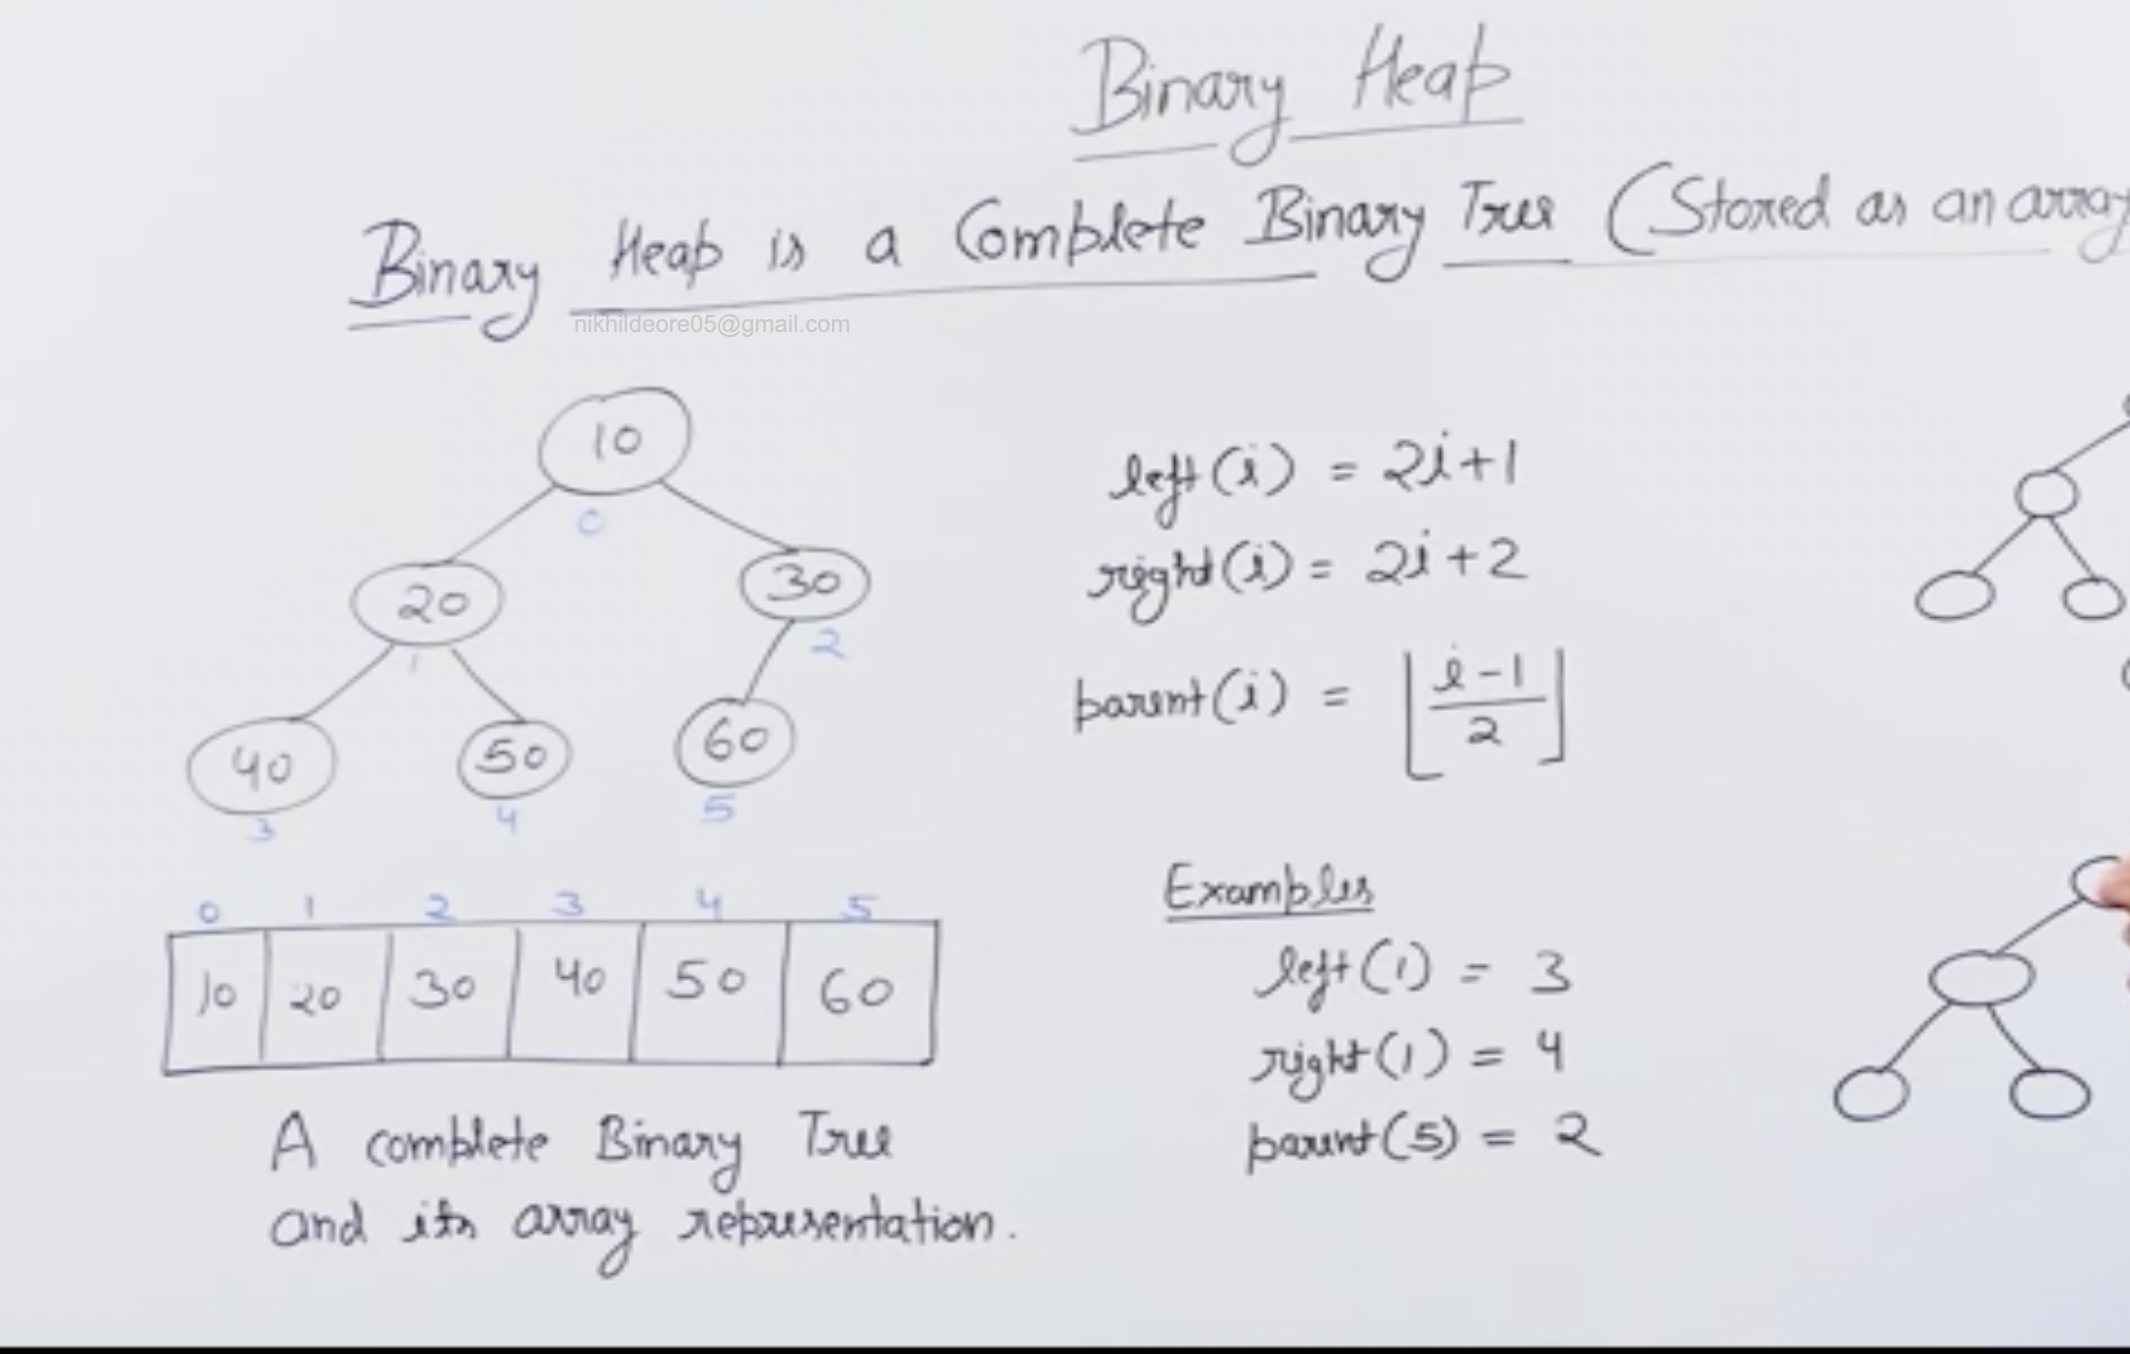 Binary Heap
Binary Heap is a Complete Binary Tree (Stored as an array
nikhildeore05@gmail.com
10
0
20
30
1
2
40
50
60
3
4
5
0 1 2 3 4 5
10 20 30 40 50 60
A complete Binary Tree
and its array representation.
left(i) = 2i+1
right(i) = 2i+2
parent(i) = ⌊(i-1)/2⌋
Examples
left(1) = 3
right(1) = 4
parent(5) = 2